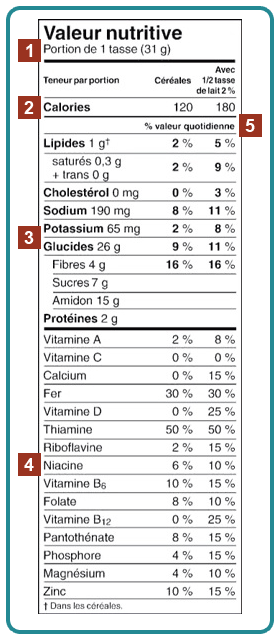 Valeur nutritive
1 Portion de 1 tasse (31 g)
Avec
Teneur par portion Céréales 1/2 tasse
de lait 2 %
2 Calories 120 180
% valeur quotidienne 5
Lipides 1 g† 2 % 5 %
saturés 0,3 g
+ trans 0 g 2 % 9 %
Cholestérol 0 mg 0 % 3 %
Sodium 190 mg 8 % 11 %
Potassium 65 mg 2 % 8 %
3 Glucides 26 g 9 % 11 %
Fibres 4 g 16 % 16 %
Sucres 7 g
Amidon 15 g
Protéines 2 g
Vitamine A 2 % 8 %
Vitamine C 0 % 0 %
Calcium 0 % 15 %
Fer 30 % 30 %
Vitamine D 0 % 25 %
Thiamine 50 % 50 %
Riboflavine 2 % 15 %
4 Niacine 6 % 10 %
Vitamine B6 10 % 15 %
Folate 8 % 10 %
Vitamine B12 0 % 25 %
Pantothénate 8 % 15 %
Phosphore 4 % 15 %
Magnésium 4 % 10 %
Zinc 10 % 15 %
† Dans les céréales.